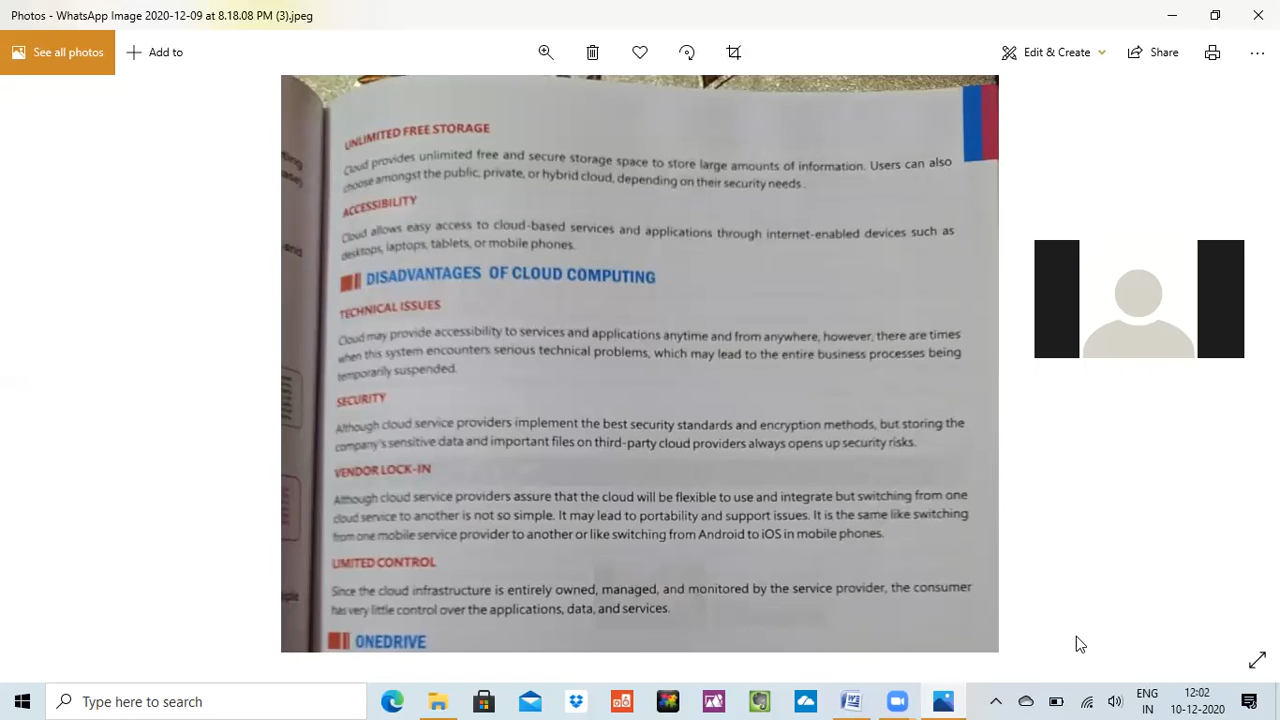 Photos - WhatsApp Image 2020-12-09 at 8.18.08 PM (3).jpeg
See all photos
Add to
Edit & Create
Share
UNLIMITED FREE STORAGE
Cloud provides unlimited free and secure storage space to store large amounts of information. Users can also
choose amongst the public, private, or hybrid cloud, depending on their security needs.
ACCESSIBILITY
Cloud allows easy access to cloud-based services and applications through internet-enabled devices such as
desktops, laptops, tablets, or mobile phones.
DISADVANTAGES OF CLOUD COMPUTING
TECHNICAL ISSUES
Cloud may provide accessibility to services and applications anytime and from anywhere, however, there are times
when this system encounters serious technical problems, which may lead to the entire business processes being
temporarily suspended.
SECURITY
Although cloud service providers implement the best security standards and encryption methods, but storing the
company's sensitive data and important files on third-party cloud providers always opens up security risks.
VENDOR LOCK-IN
Although cloud service providers assure that the cloud will be flexible to use and integrate but switching from one
cloud service to another is not so simple. It may lead to portability and support issues. It is the same like switching
from one mobile service provider to another or like switching from Android to iOS in mobile phones.
LIMITED CONTROL
Since the cloud infrastructure is entirely owned, managed, and monitored by the service provider, the consumer
has very little control over the applications, data, and services.
ONEDRIVE
Type here to search
ENG
IN
12:02
10-12-2020